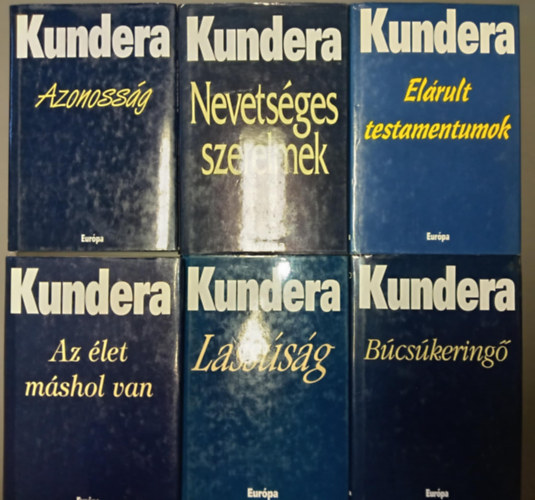 Kundera
Azonosság
Európa
Kundera
Nevetséges
szerelmek
Kundera
Elárult
testamentumok
Európa
Kundera
Az élet
máshol van
Európa
Kundera
Lassúság
Európa
Kundera
Búcsúkeringő
Európa